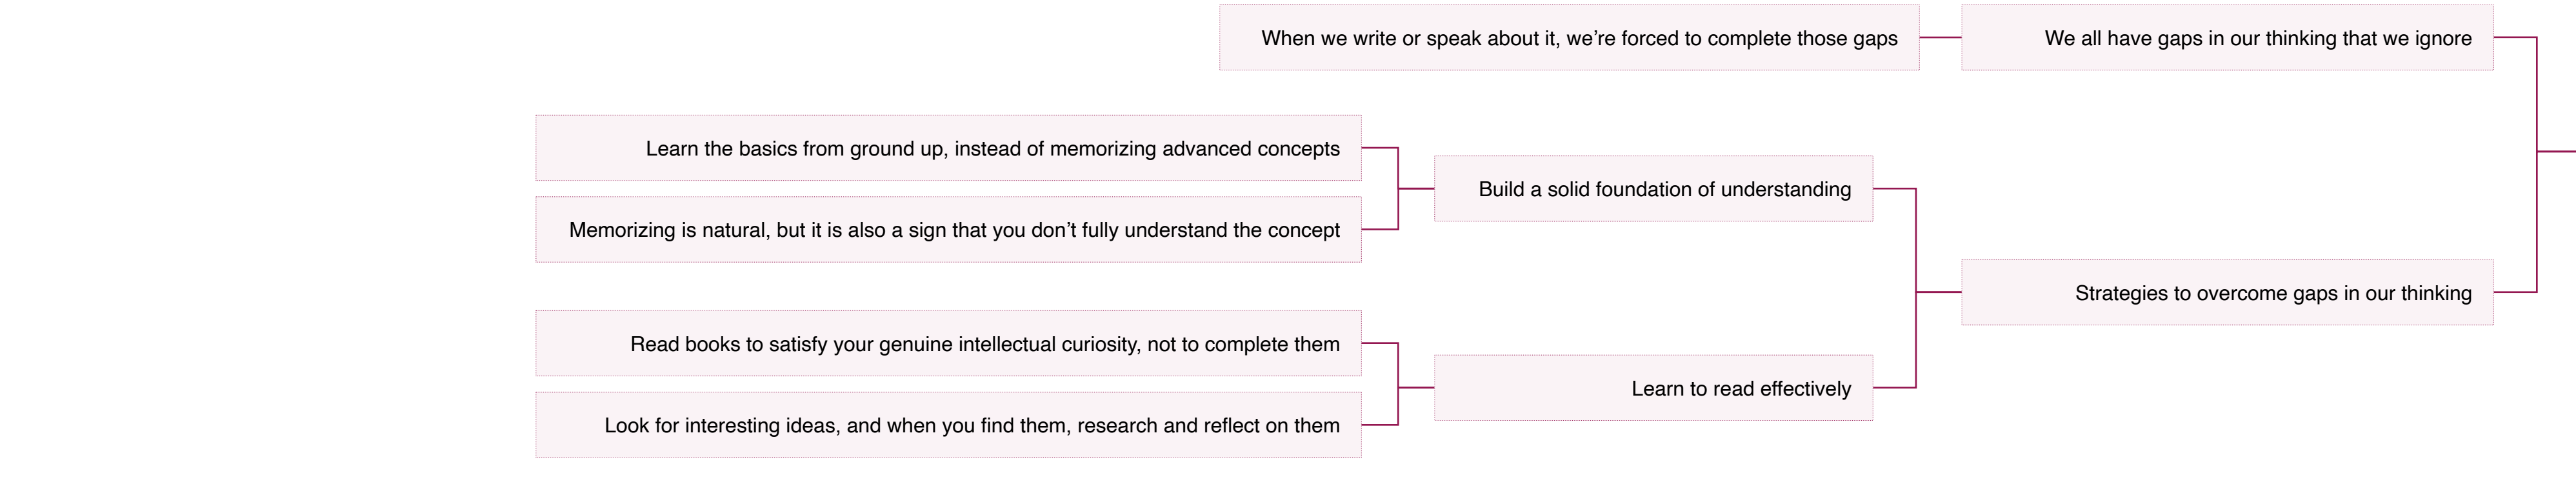 When we write or speak about it, we’re forced to complete those gaps
We all have gaps in our thinking that we ignore
Learn the basics from ground up, instead of memorizing advanced concepts
Build a solid foundation of understanding
Memorizing is natural, but it is also a sign that you don’t fully understand the concept
Strategies to overcome gaps in our thinking
Read books to satisfy your genuine intellectual curiosity, not to complete them
Learn to read effectively
Look for interesting ideas, and when you find them, research and reflect on them